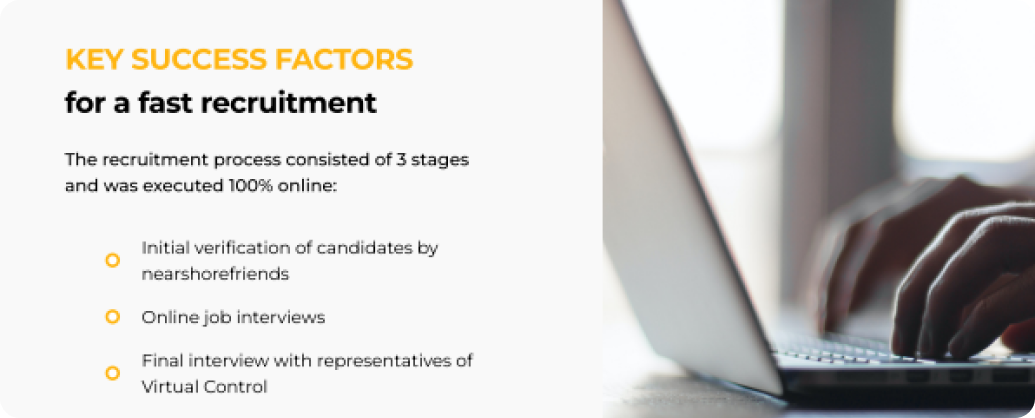 KEY SUCCESS FACTORS
for a fast recruitment
The recruitment process consisted of 3 stages
and was executed 100% online:
Initial verification of candidates by
nearshorefriends
Online job interviews
Final interview with representatives of
Virtual Control